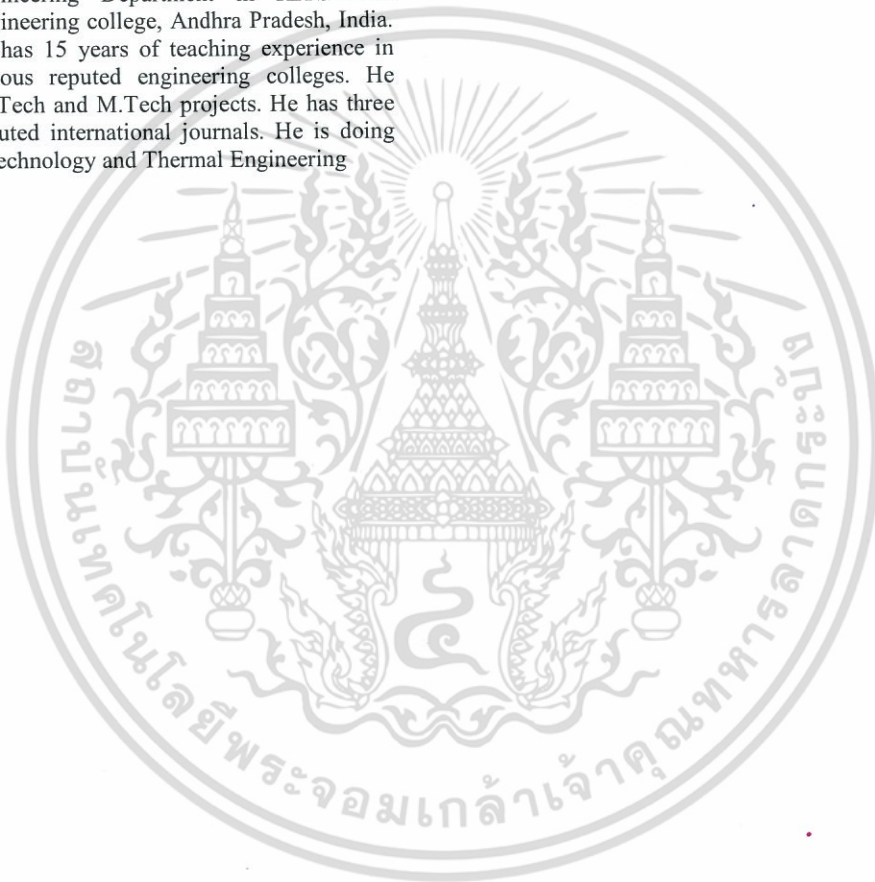 ineering college, Andhra Pradesh, India.
has 15 years of teaching experience in
ous reputed engineering colleges. He
Tech and M.Tech projects. He has three
uted international journals. He is doing
echnology and Thermal Engineering
สถาบันเทคโนโลยีพระจอมเกล้าเจ้าคุณทหารลาดกระบัง